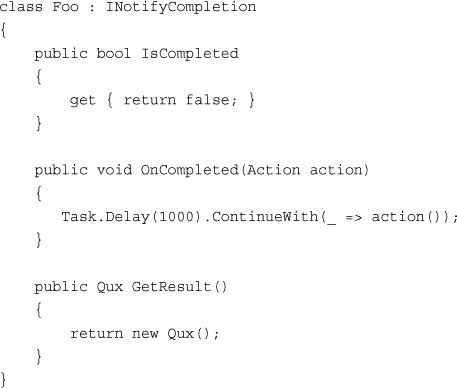 class Foo : INotifyCompletion
{
    public bool IsCompleted
    {
        get { return false; }
    }

    public void OnCompleted(Action action)
    {
       Task.Delay(1000).ContinueWith(_ => action());
    }

    public Qux GetResult()
    {
        return new Qux();
    }
}